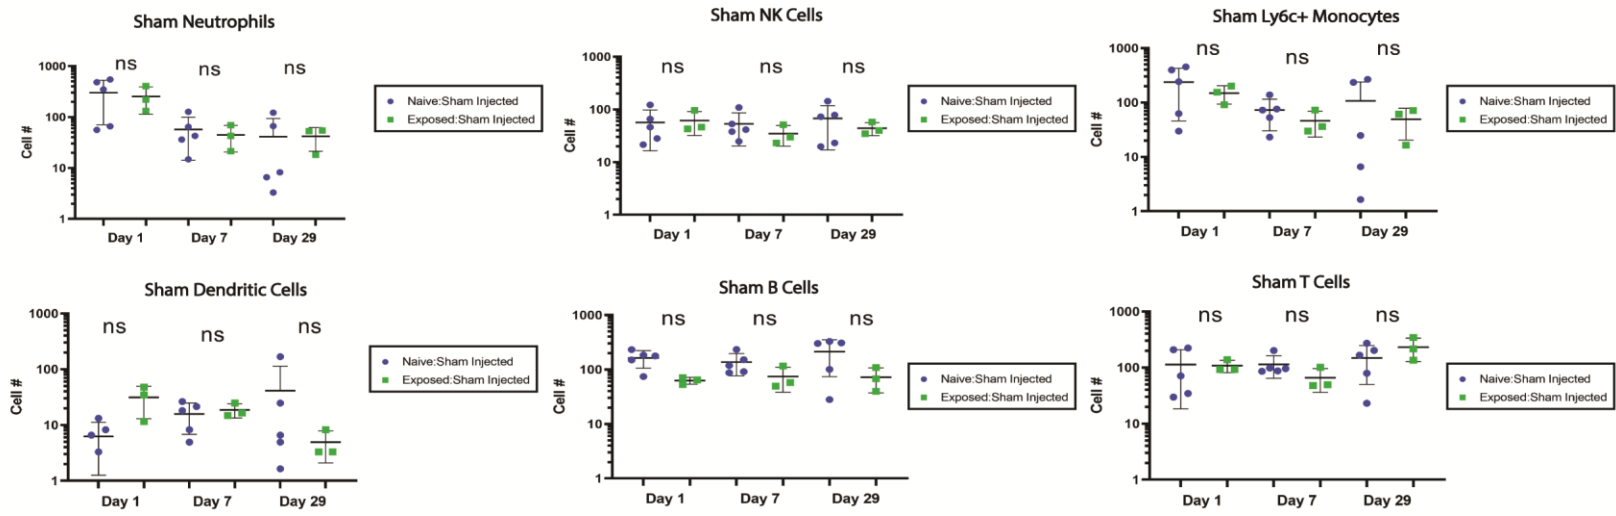 Sham Neutrophils
1000
100
10
1
Cell #
ns
ns
ns
Day 1
Day 7
Day 29
Naive:Sham Injected
Exposed:Sham Injected
Sham NK Cells
1000
100
10
1
Cell #
ns
ns
ns
Day 1
Day 7
Day 29
Naive:Sham Injected
Exposed:Sham Injected
Sham Ly6c+ Monocytes
1000
100
10
1
Cell #
ns
ns
ns
Day 1
Day 7
Day 29
Naive:Sham Injected
Exposed:Sham Injected
Sham Dendritic Cells
1000
100
10
1
Cell #
ns
ns
ns
Day 1
Day 7
Day 29
Naive:Sham Injected
Exposed:Sham Injected
Sham B Cells
1000
100
10
1
Cell #
ns
ns
ns
Day 1
Day 7
Day 29
Naive:Sham Injected
Exposed:Sham Injected
Sham T Cells
1000
100
10
1
Cell #
ns
ns
ns
Day 1
Day 7
Day 29
Naive:Sham Injected
Exposed:Sham Injected